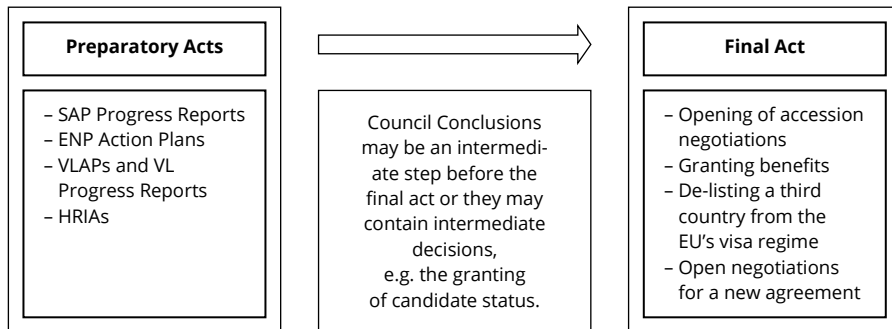 Preparatory Acts
– SAP Progress Reports
– ENP Action Plans
– VLAPs and VL
Progress Reports
– HRIAs
Council Conclusions
may be an intermedi-
ate step before the
final act or they may
contain intermediate
decisions,
e.g. the granting
of candidate status.
Final Act
– Opening of accession
negotiations
– Granting benefits
– De-listing a third
country from the
EU’s visa regime
– Open negotiations
for a new agreement